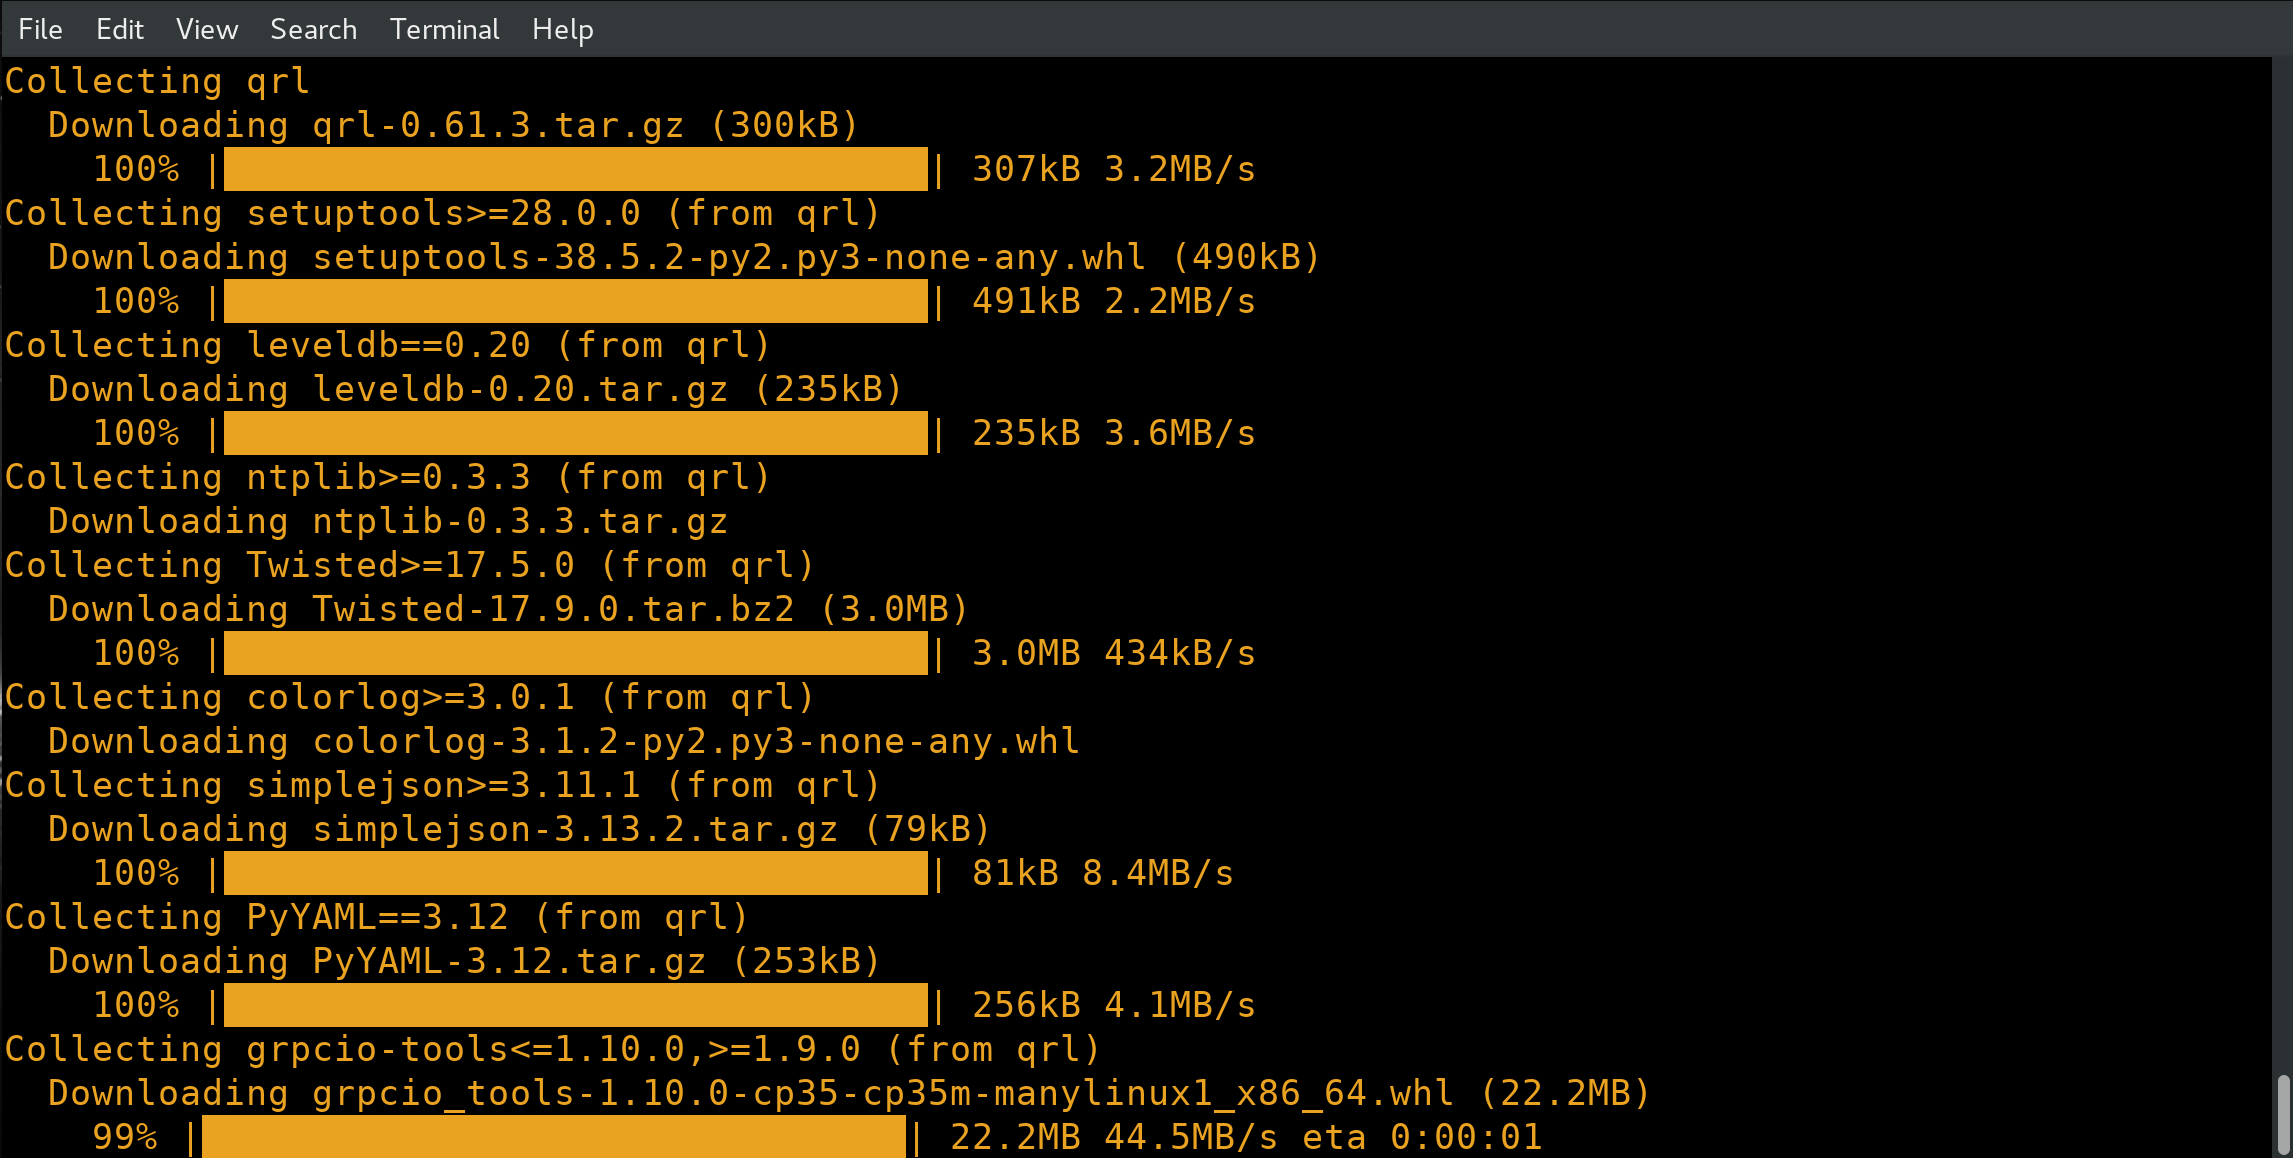 File Edit View Search Terminal Help
Collecting qrl
  Downloading qrl-0.61.3.tar.gz (300kB)
    100% || 307kB 3.2MB/s
Collecting setuptools>=28.0.0 (from qrl)
  Downloading setuptools-38.5.2-py2.py3-none-any.whl (490kB)
    100% || 491kB 2.2MB/s
Collecting leveldb==0.20 (from qrl)
  Downloading leveldb-0.20.tar.gz (235kB)
    100% || 235kB 3.6MB/s
Collecting ntplib>=0.3.3 (from qrl)
  Downloading ntplib-0.3.3.tar.gz
Collecting Twisted>=17.5.0 (from qrl)
  Downloading Twisted-17.9.0.tar.bz2 (3.0MB)
    100% || 3.0MB 434kB/s
Collecting colorlog>=3.0.1 (from qrl)
  Downloading colorlog-3.1.2-py2.py3-none-any.whl
Collecting simplejson>=3.11.1 (from qrl)
  Downloading simplejson-3.13.2.tar.gz (79kB)
    100% || 81kB 8.4MB/s
Collecting PyYAML==3.12 (from qrl)
  Downloading PyYAML-3.12.tar.gz (253kB)
    100% || 256kB 4.1MB/s
Collecting grpcio-tools<=1.10.0,>=1.9.0 (from qrl)
  Downloading grpcio_tools-1.10.0-cp35-cp35m-manylinux1_x86_64.whl (22.2MB)
    99% || 22.2MB 44.5MB/s eta 0:00:01